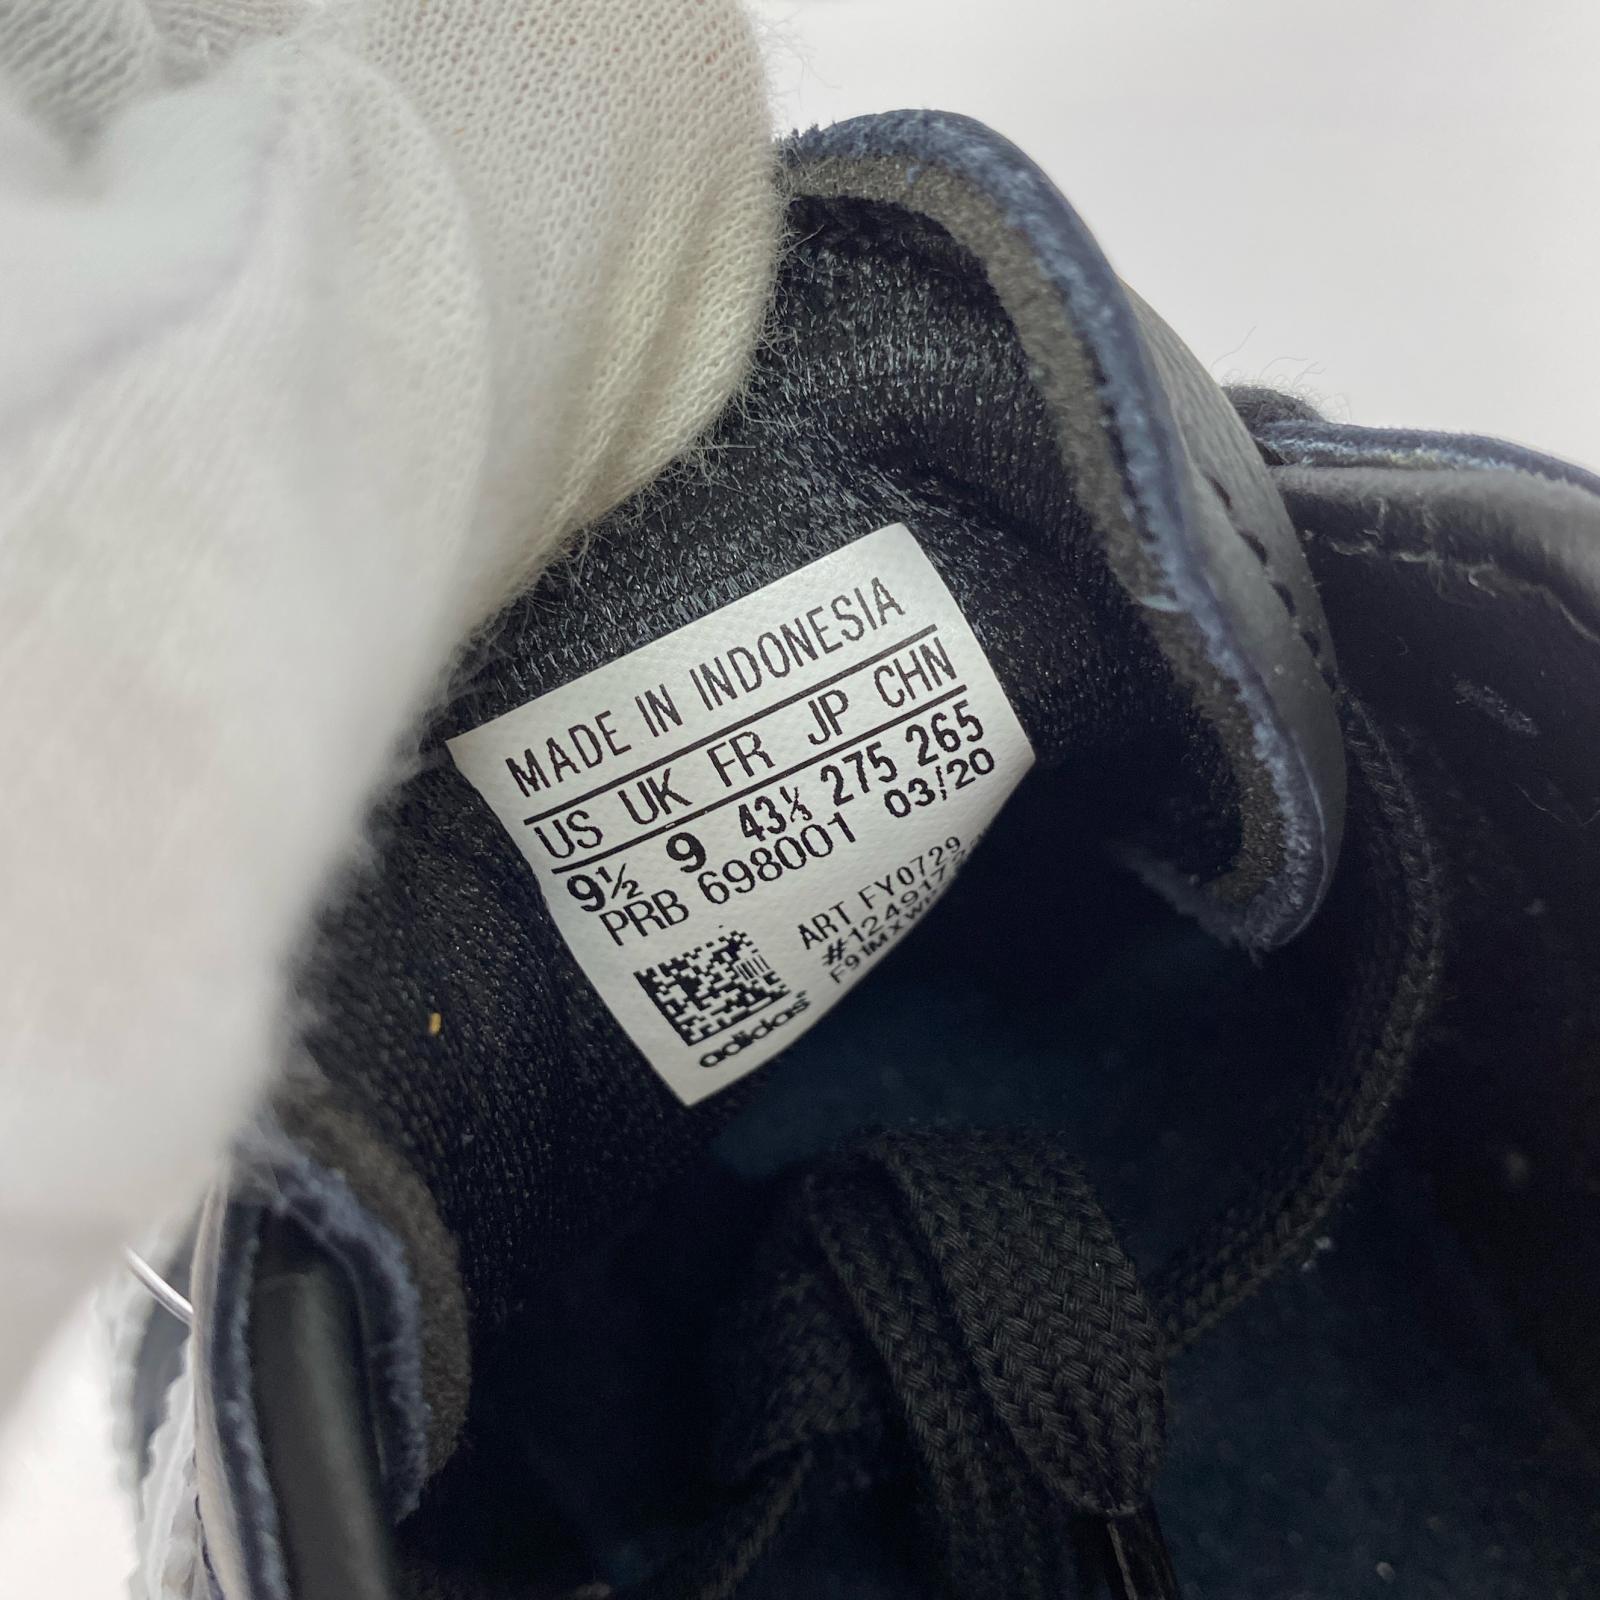 MADE IN INDONESIA
US UK FR JP CHN
9½ 9 43⅓ 275 265
PRB 698001 03/20
ART FY0729
adidas